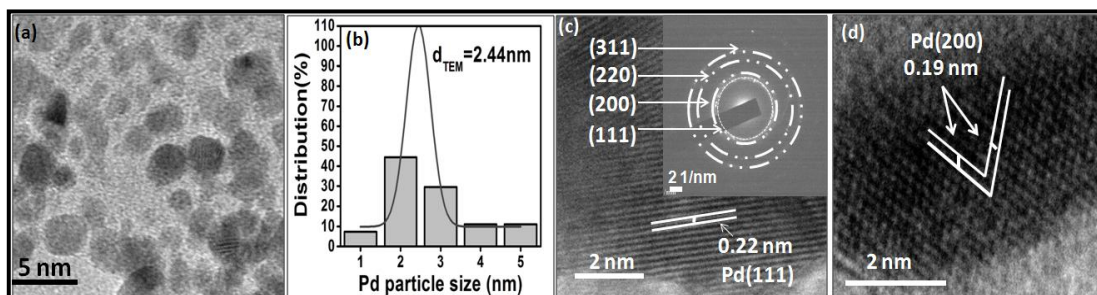 (a)
5 nm
(b)
Distribution(%)
110
100
90
80
70
60
50
40
30
20
10
0
d_TEM=2.44nm
1 2 3 4 5
Pd particle size (nm)
(c)
(311)
(220)
(200)
(111)
2 1/nm
0.22 nm
Pd(111)
2 nm
(d)
Pd(200)
0.19 nm
2 nm